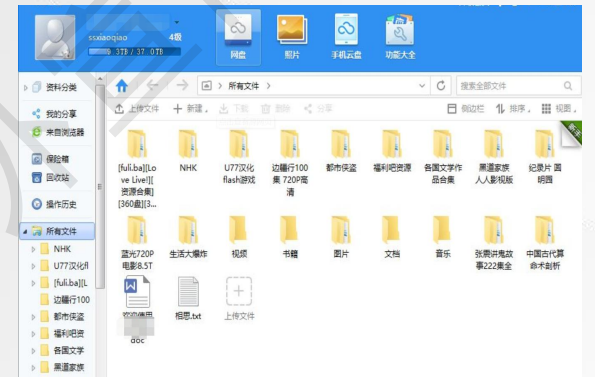 ssxiaoqiao 4级
网盘 照片 手机云盘 功能大全
所有文件
搜索全部文件
上传文件 新建 下载 删除 分享
侧边栏 排序 视图
资料分类
我的分享
来自浏览器
保险箱
回收站
操作历史
所有文件
NHK
U77汉化fl
[fuli.ba][L
边疆行100
都市侠盗
福利吧资
各国文学
黑道家族
[fuli.ba][Lo
ve Live!][
资源合集]
[360盘][3...
NHK
U77汉化
flash游戏
边疆行100
集 720P高
清
都市侠盗
福利吧资源
各国文学作
品合集
黑道家族
人人影视版
纪录片 圆
明园
蓝光720P
电影8.5T
生活大爆炸
视频
书籍
图片
文档
音乐
张震讲鬼故
事222集全
中国古代算
命术剖析
欢迎使用
doc
相思.txt
上传文件